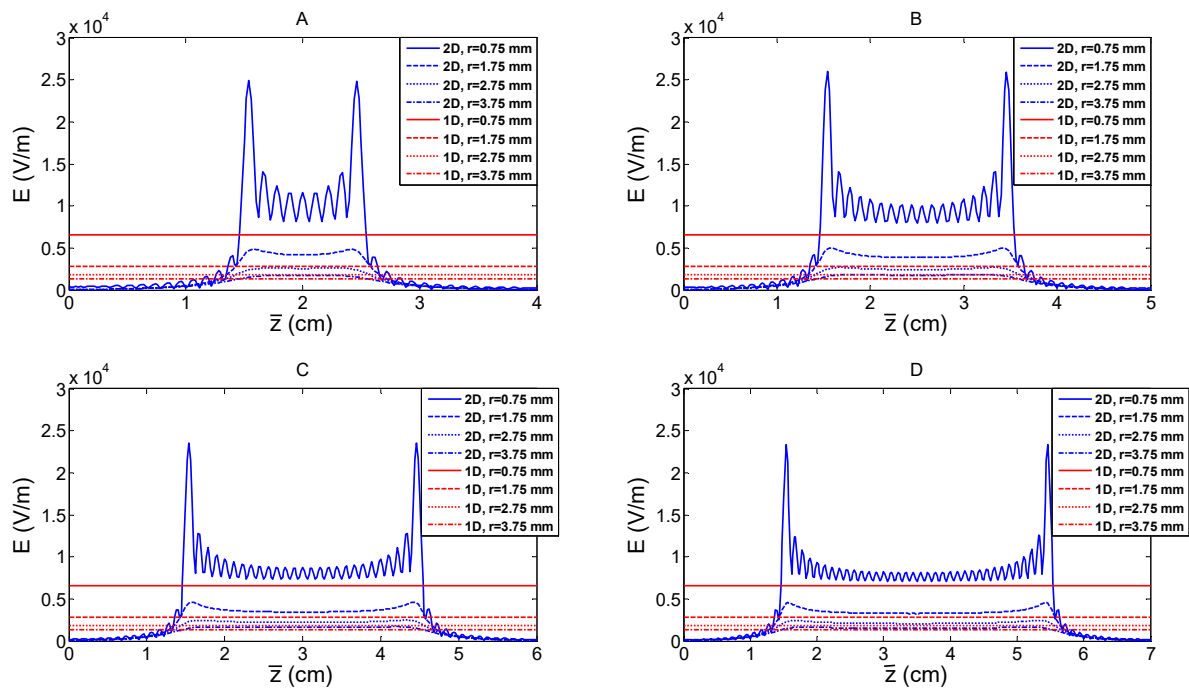 A
x 10⁴
3
2.5
2
1.5
1
0.5
0
E (V/m)
0 1 2 3 4
z̅ (cm)
2D, r=0.75 mm
2D, r=1.75 mm
2D, r=2.75 mm
2D, r=3.75 mm
1D, r=0.75 mm
1D, r=1.75 mm
1D, r=2.75 mm
1D, r=3.75 mm
B
x 10⁴
3
2.5
2
1.5
1
0.5
0
E (V/m)
0 1 2 3 4 5
z̅ (cm)
2D, r=0.75 mm
2D, r=1.75 mm
2D, r=2.75 mm
2D, r=3.75 mm
1D, r=0.75 mm
1D, r=1.75 mm
1D, r=2.75 mm
1D, r=3.75 mm
C
x 10⁴
3
2.5
2
1.5
1
0.5
0
E (V/m)
0 1 2 3 4 5 6
z̅ (cm)
2D, r=0.75 mm
2D, r=1.75 mm
2D, r=2.75 mm
2D, r=3.75 mm
1D, r=0.75 mm
1D, r=1.75 mm
1D, r=2.75 mm
1D, r=3.75 mm
D
x 10⁴
3
2.5
2
1.5
1
0.5
0
E (V/m)
0 1 2 3 4 5 6 7
z̅ (cm)
2D, r=0.75 mm
2D, r=1.75 mm
2D, r=2.75 mm
2D, r=3.75 mm
1D, r=0.75 mm
1D, r=1.75 mm
1D, r=2.75 mm
1D, r=3.75 mm